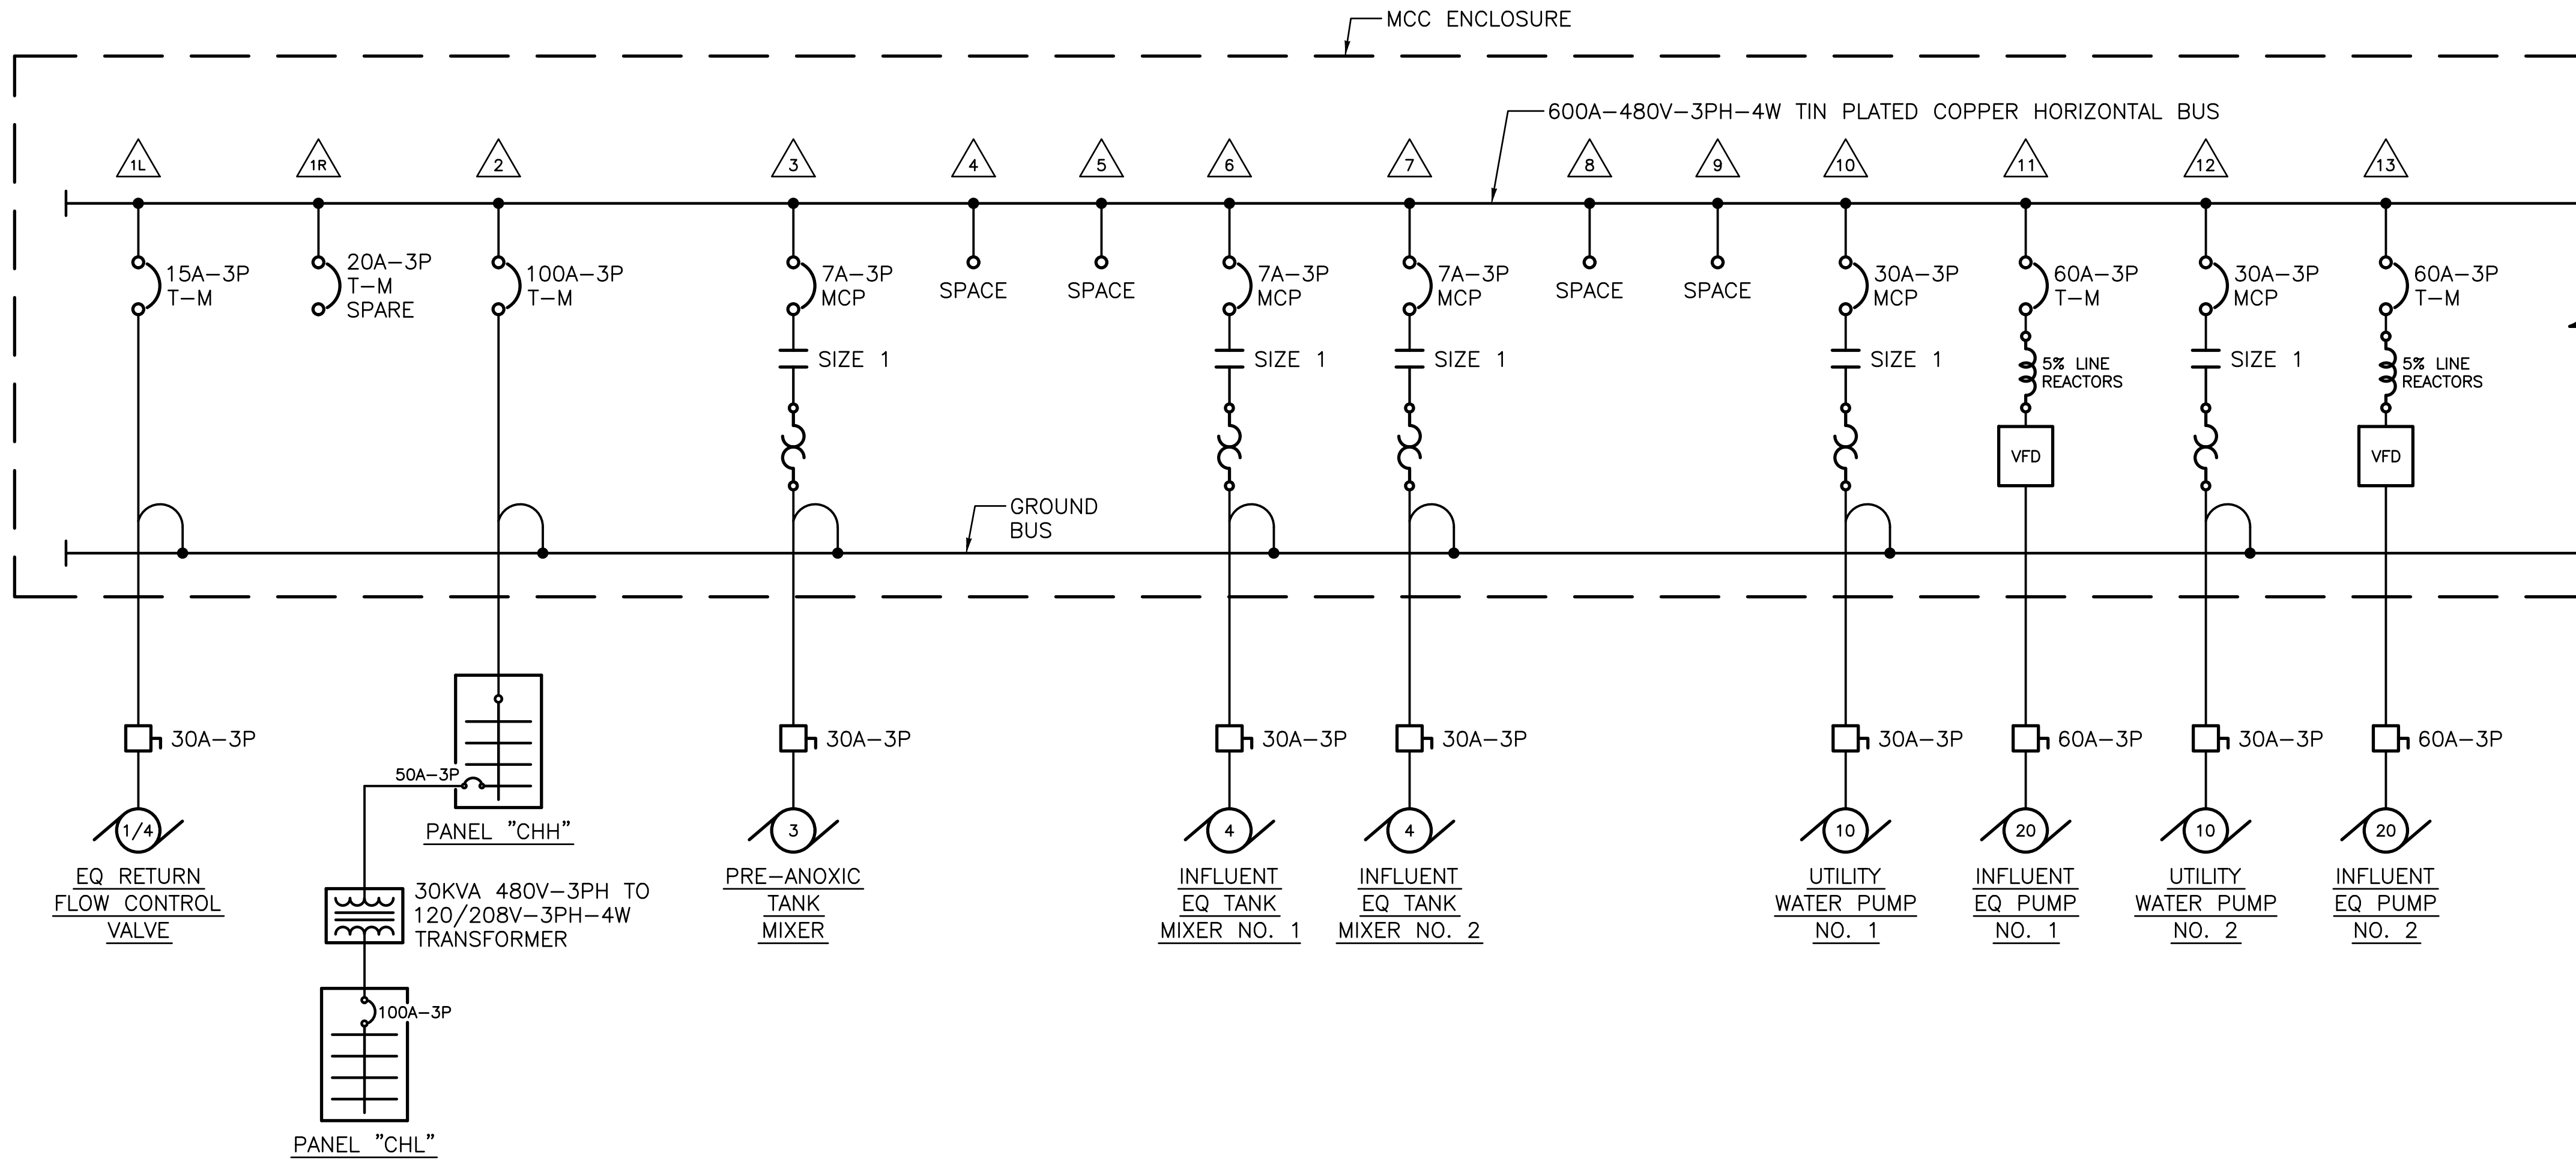 MCC ENCLOSURE
600A-480V-3PH-4W TIN PLATED COPPER HORIZONTAL BUS
1L
1R
2
3
4
5
6
7
8
9
10
11
12
13
15A-3P
T-M
20A-3P
T-M
SPARE
100A-3P
T-M
7A-3P
MCP
SPACE
SPACE
7A-3P
MCP
7A-3P
MCP
SPACE
SPACE
30A-3P
MCP
60A-3P
T-M
30A-3P
MCP
60A-3P
T-M
SIZE 1
SIZE 1
SIZE 1
SIZE 1
5% LINE
REACTORS
SIZE 1
5% LINE
REACTORS
VFD
VFD
GROUND
BUS
30A-3P
30A-3P
30A-3P
30A-3P
30A-3P
60A-3P
30A-3P
60A-3P
50A-3P
PANEL "CHH"
1/4
3
4
4
10
20
10
20
EQ RETURN
FLOW CONTROL
VALVE
30KVA 480V-3PH TO
120/208V-3PH-4W
TRANSFORMER
PRE-ANOXIC
TANK
MIXER
INFLUENT
EQ TANK
MIXER NO. 1
INFLUENT
EQ TANK
MIXER NO. 2
UTILITY
WATER PUMP
NO. 1
INFLUENT
EQ PUMP
NO. 1
UTILITY
WATER PUMP
NO. 2
INFLUENT
EQ PUMP
NO. 2
100A-3P
PANEL "CHL"